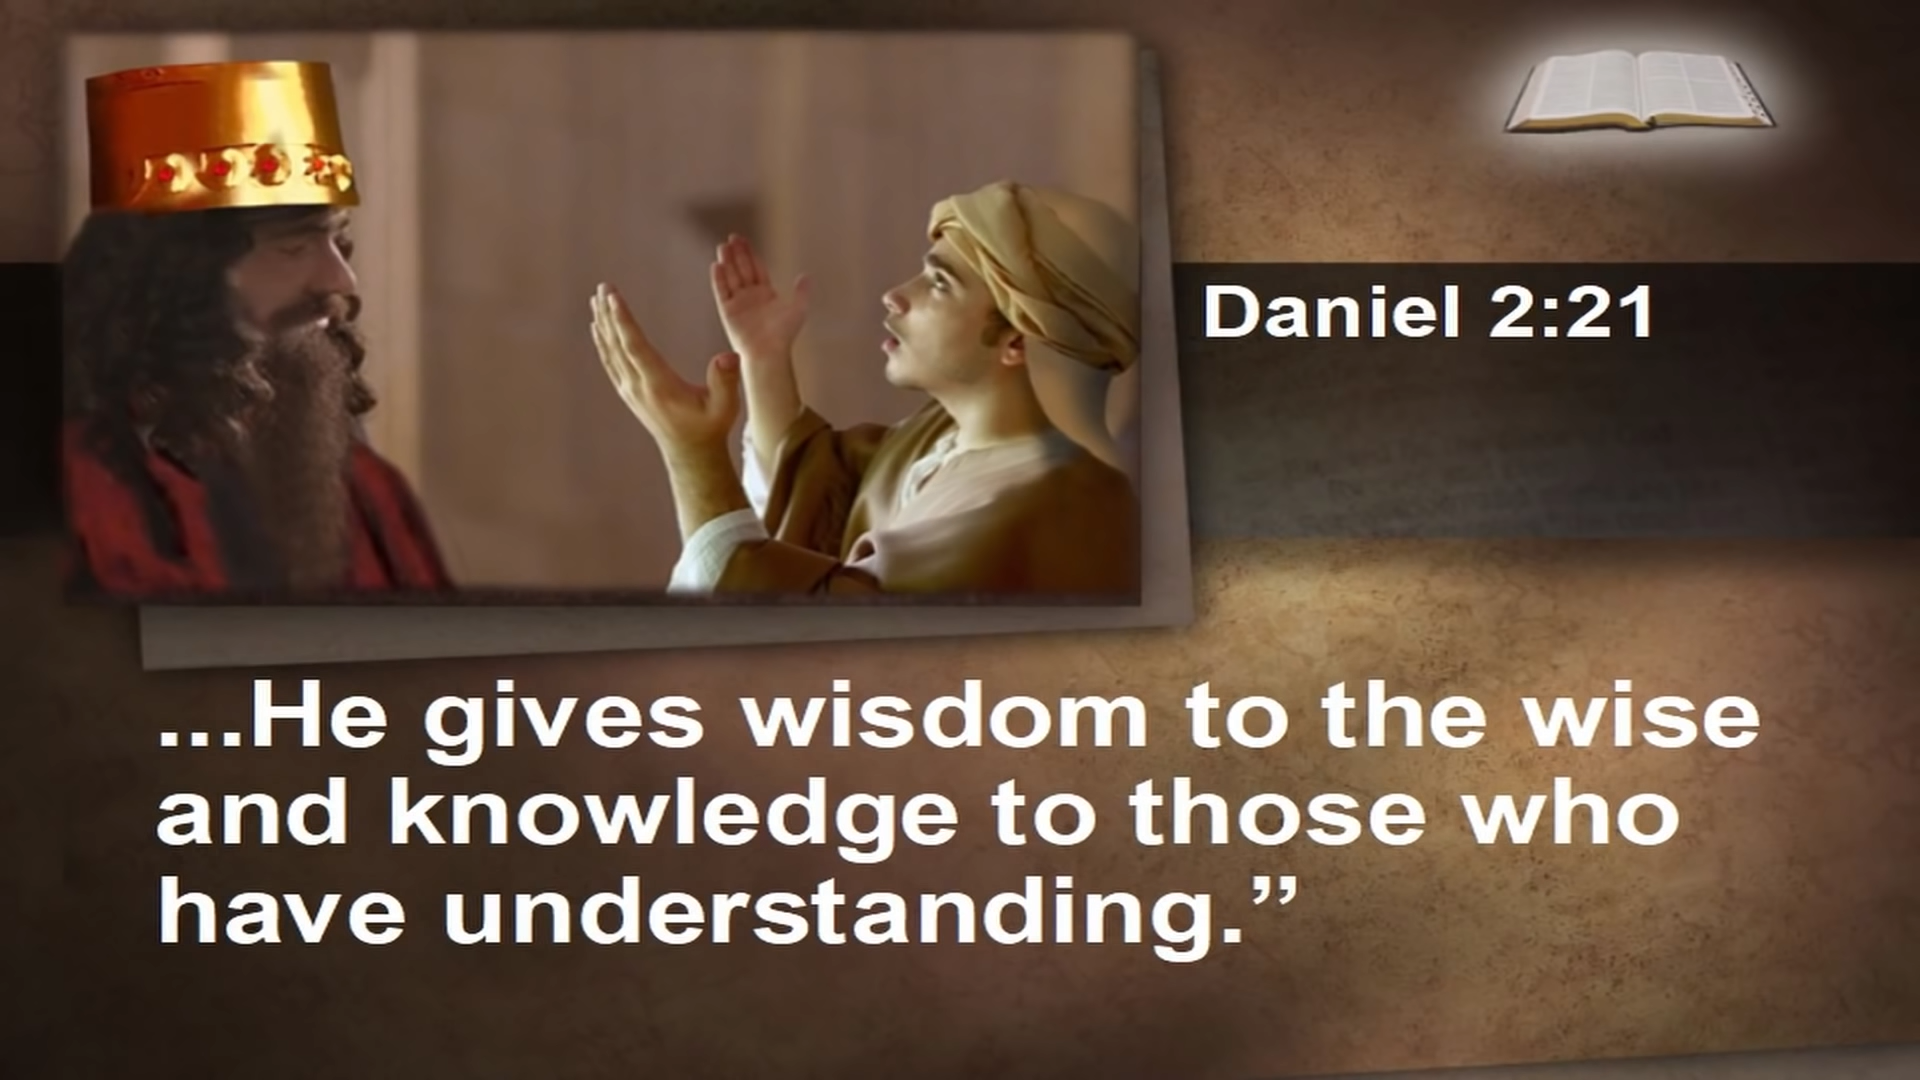 Daniel 2:21
...He gives wisdom to the wise
and knowledge to those who
have understanding.”